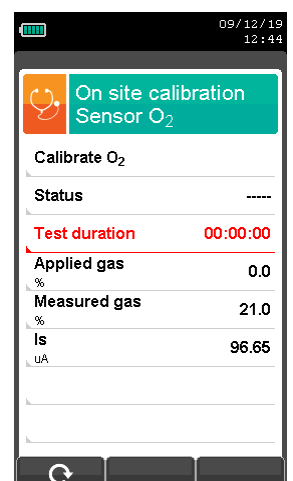 09/12/19
12:44
On site calibration
Sensor O₂
Calibrate O₂
Status -----
Test duration 00:00:00
Applied gas 0.0
%
Measured gas 21.0
%
Is 96.65
uA